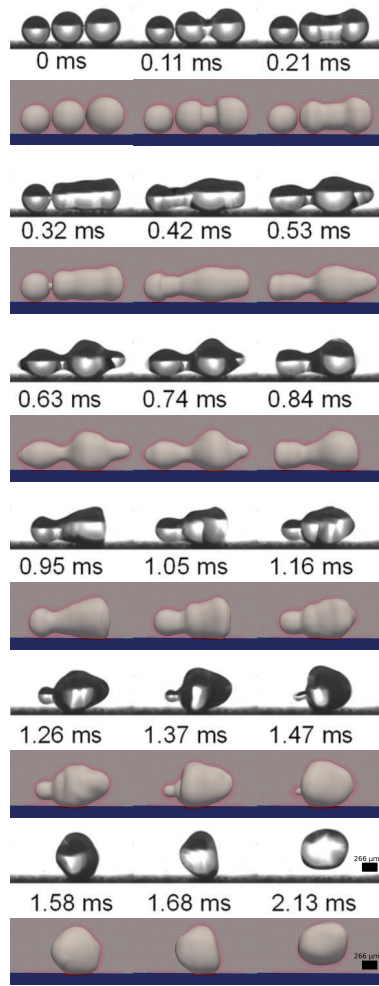 0 ms 0.11 ms 0.21 ms
0.32 ms 0.42 ms 0.53 ms
0.63 ms 0.74 ms 0.84 ms
0.95 ms 1.05 ms 1.16 ms
1.26 ms 1.37 ms 1.47 ms
266 μm
1.58 ms 1.68 ms 2.13 ms
266 μm